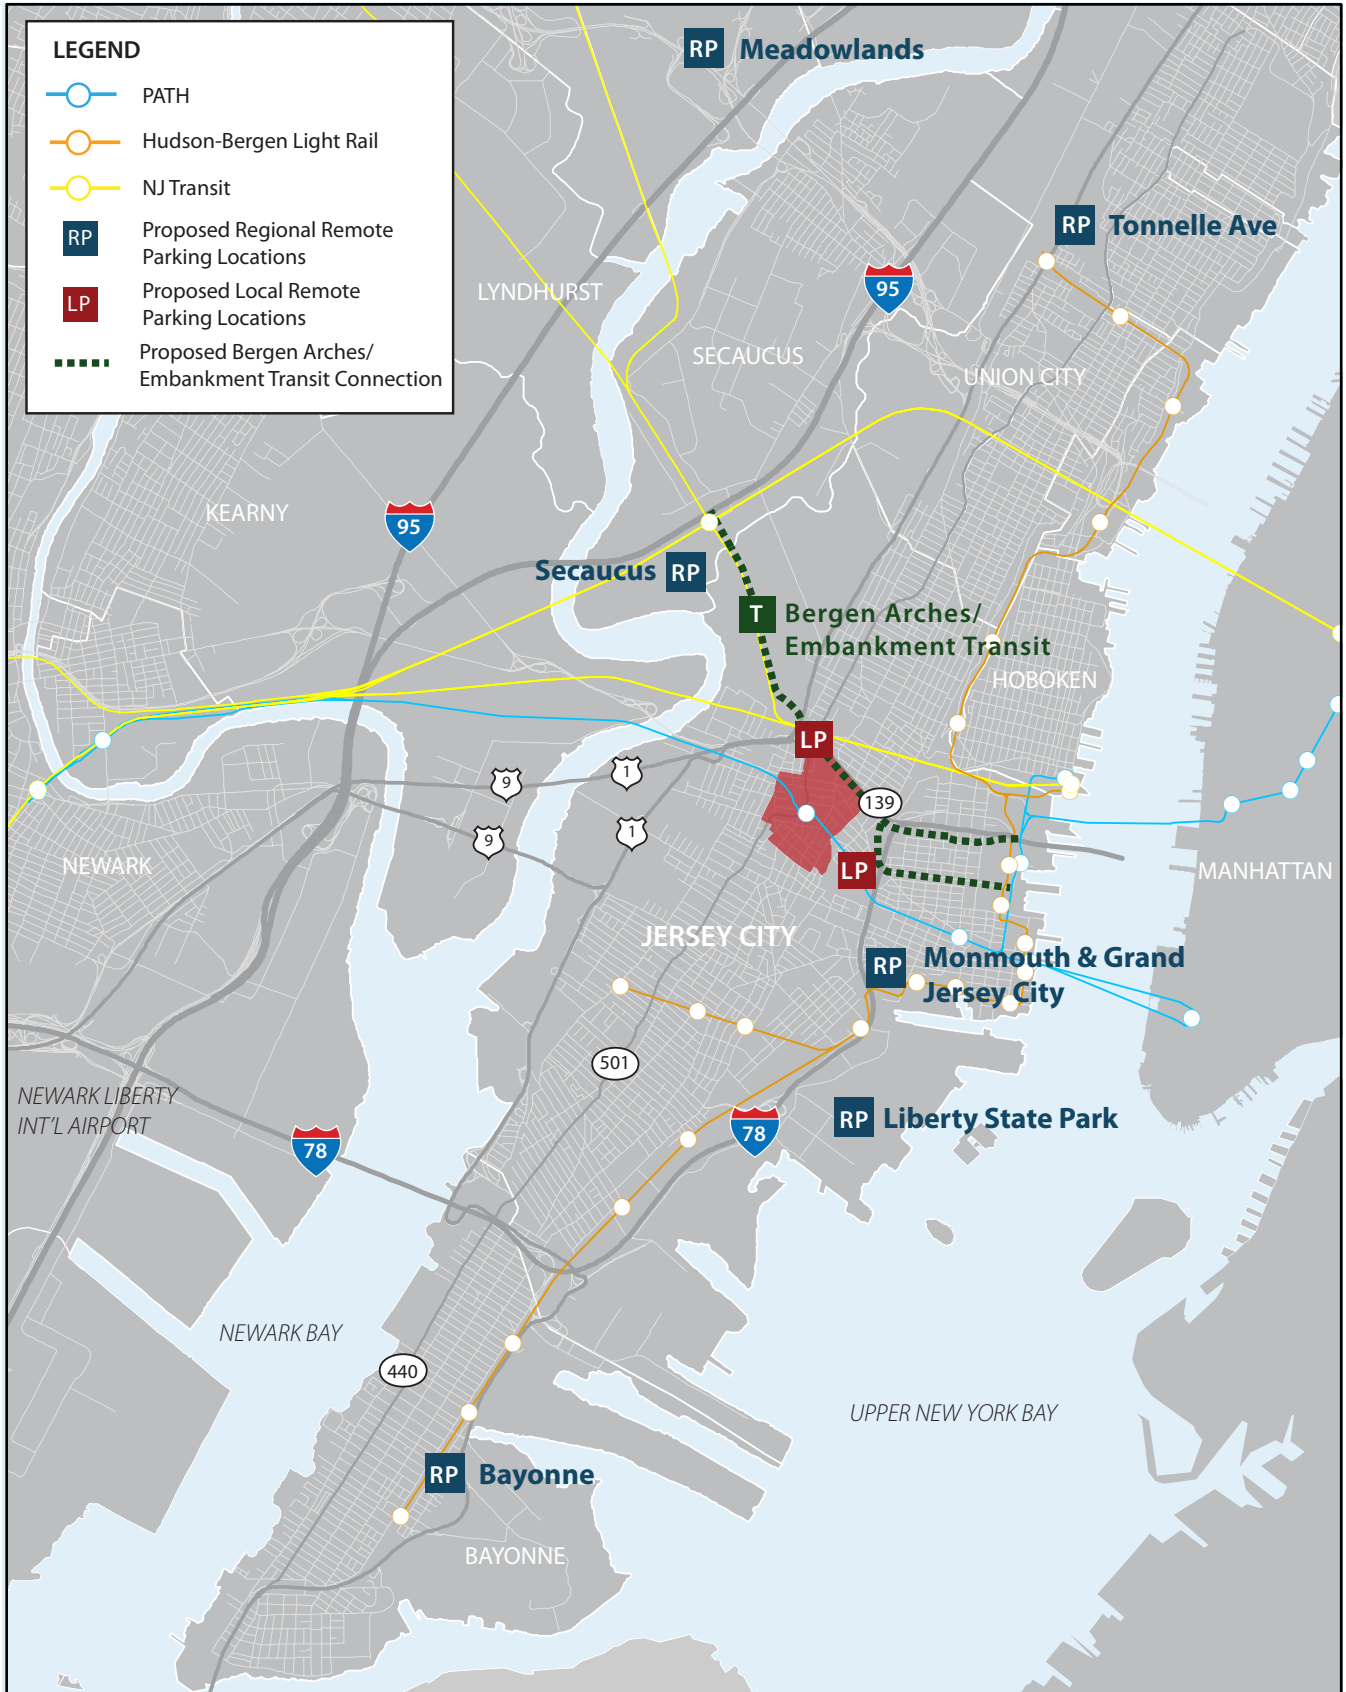 LEGEND
PATH
Hudson-Bergen Light Rail
NJ Transit
RP
Proposed Regional Remote
Parking Locations
LP
Proposed Local Remote
Parking Locations
Proposed Bergen Arches/
Embankment Transit Connection
RP Meadowlands
RP Tonnelle Ave
LYNDHURST
95
SECAUCUS
UNION CITY
KEARNY
95
Secaucus RP
T Bergen Arches/
Embankment Transit
HOBOKEN
LP
9
1
139
9
1
NEWARK
LP
MANHATTAN
JERSEY CITY
RP Monmouth & Grand
Jersey City
501
NEWARK LIBERTY
INT'L AIRPORT
78
78
RP Liberty State Park
NEWARK BAY
440
UPPER NEW YORK BAY
RP Bayonne
BAYONNE